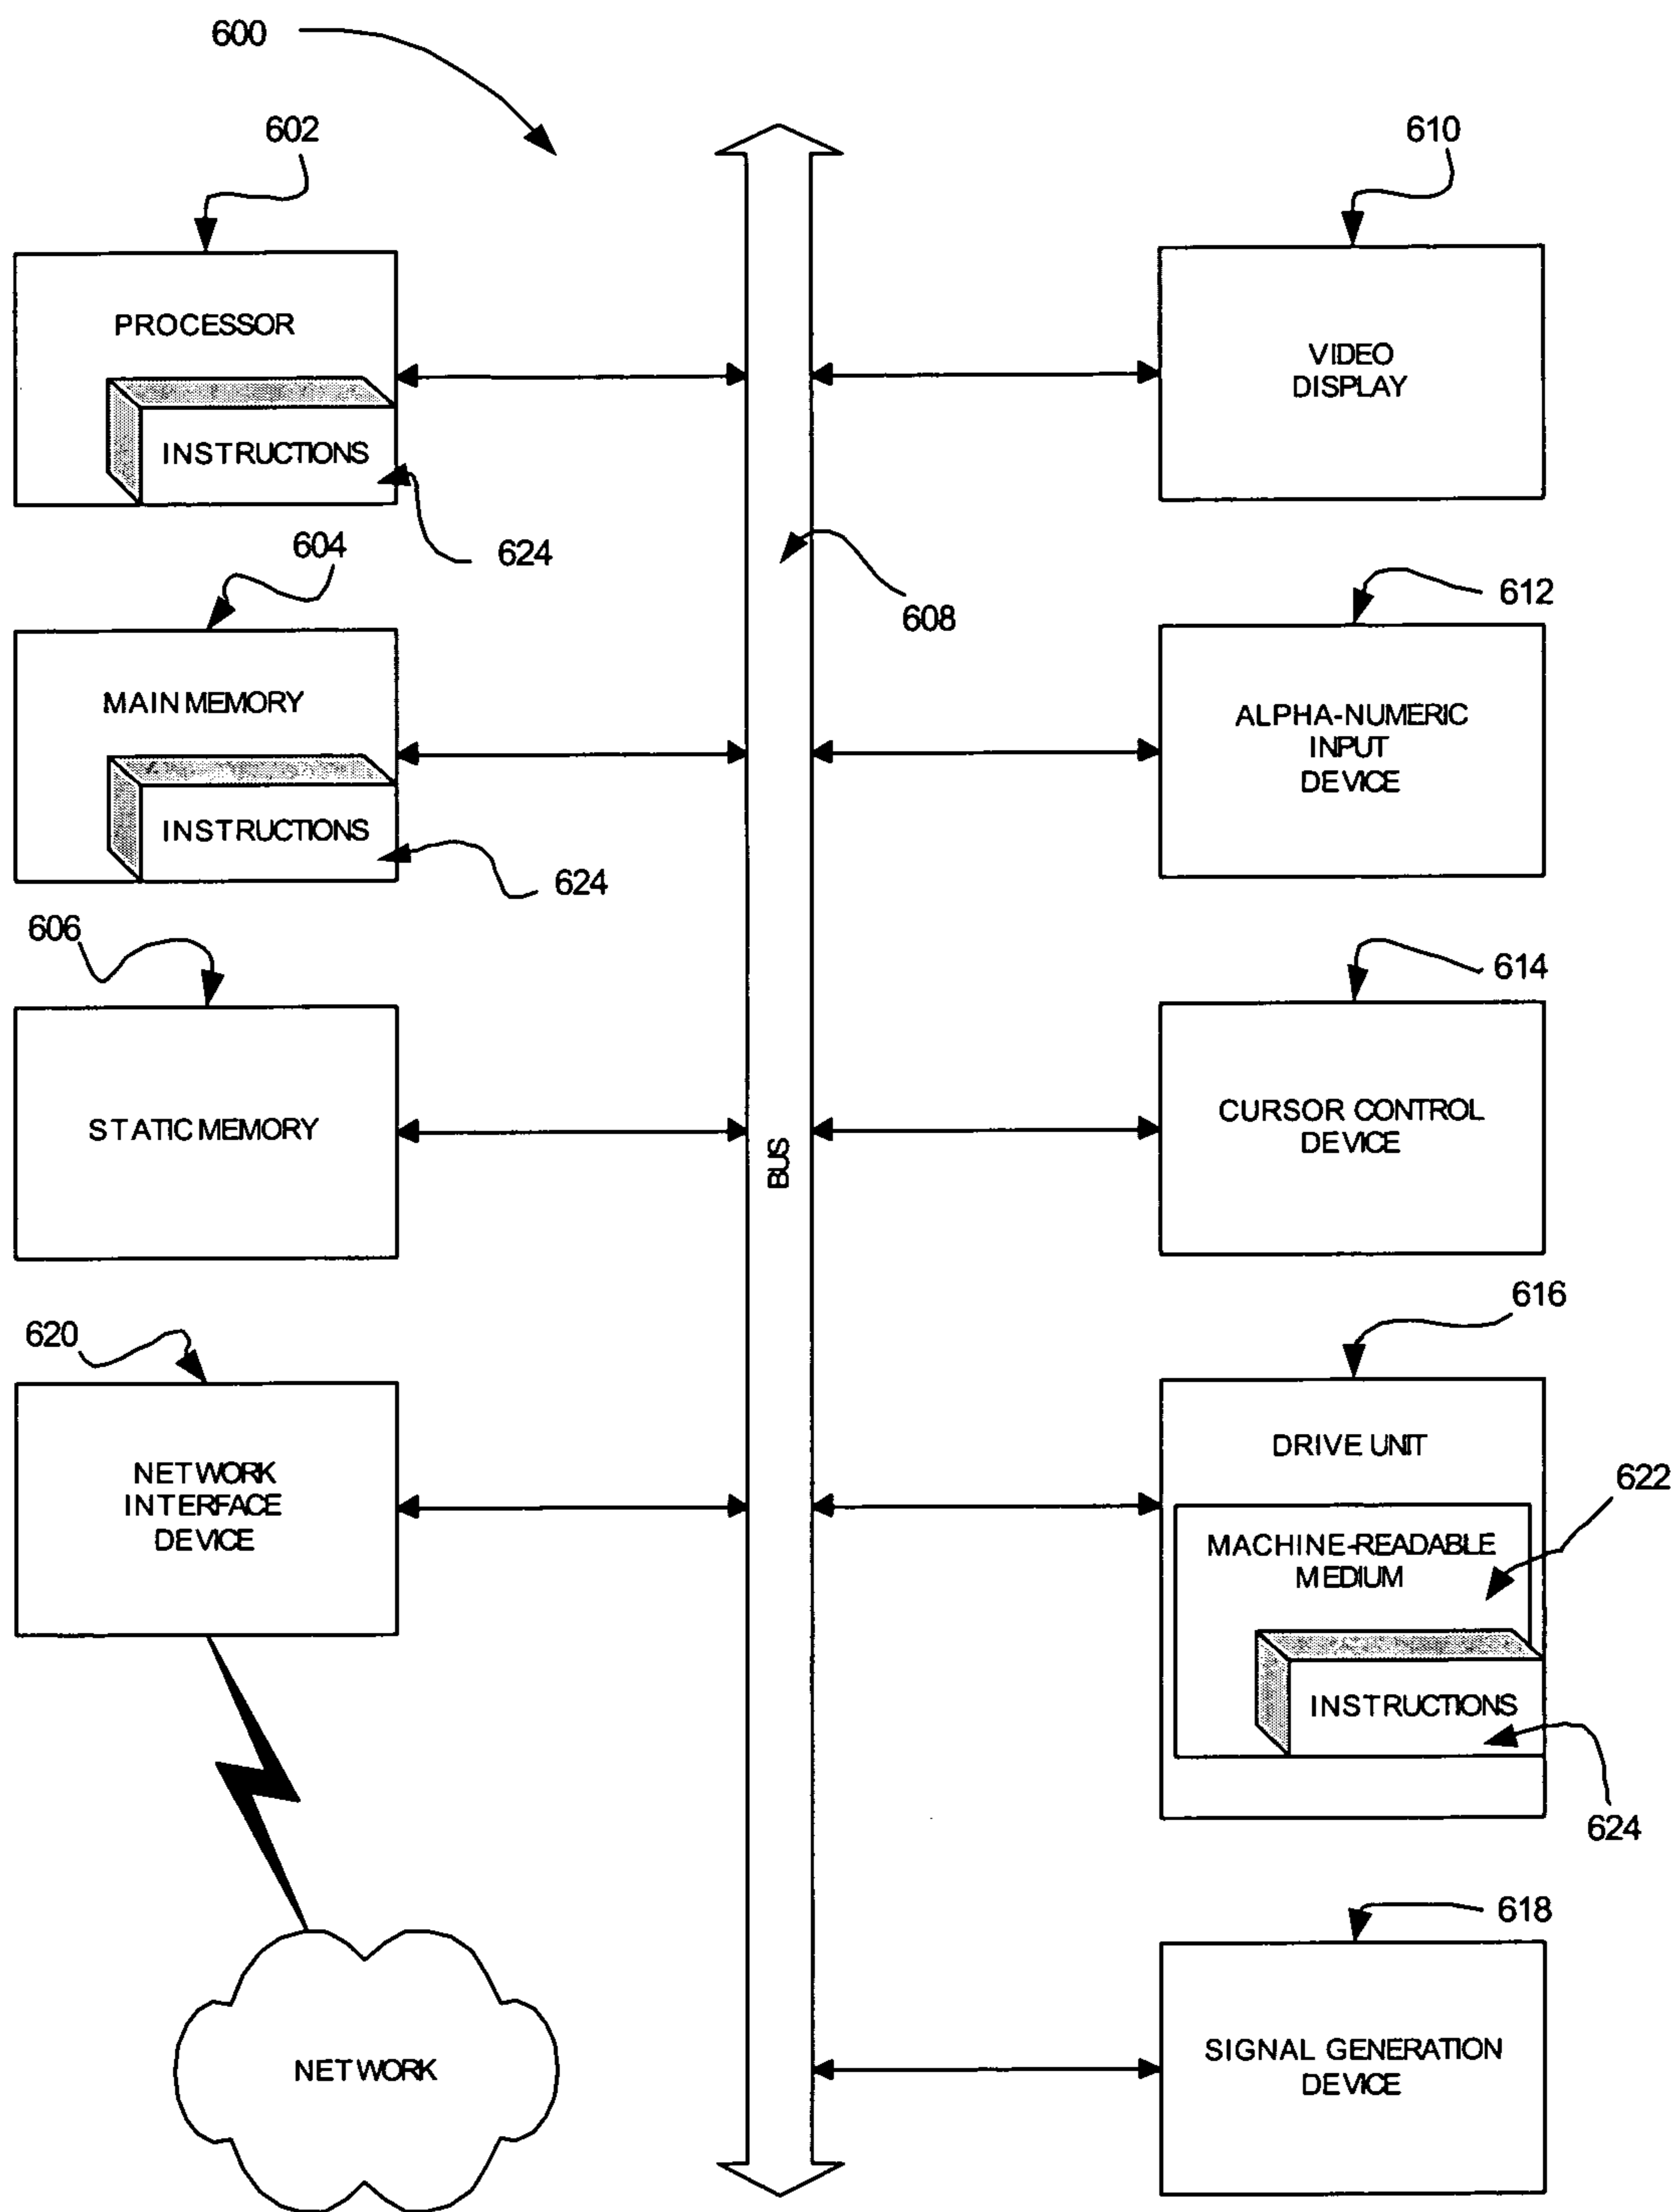 600
602
610
PROCESSOR
INSTRUCTIONS
624
VIDEO
DISPLAY
604
608
612
MAIN MEMORY
INSTRUCTIONS
624
ALPHA-NUMERIC
INPUT
DEVICE
606
614
STATIC MEMORY
BUS
CURSOR CONTROL
DEVICE
620
616
NETWORK
INTERFACE
DEVICE
DRIVE UNIT
622
MACHINE-READABLE
MEDIUM
INSTRUCTIONS
624
618
NETWORK
SIGNAL GENERATION
DEVICE